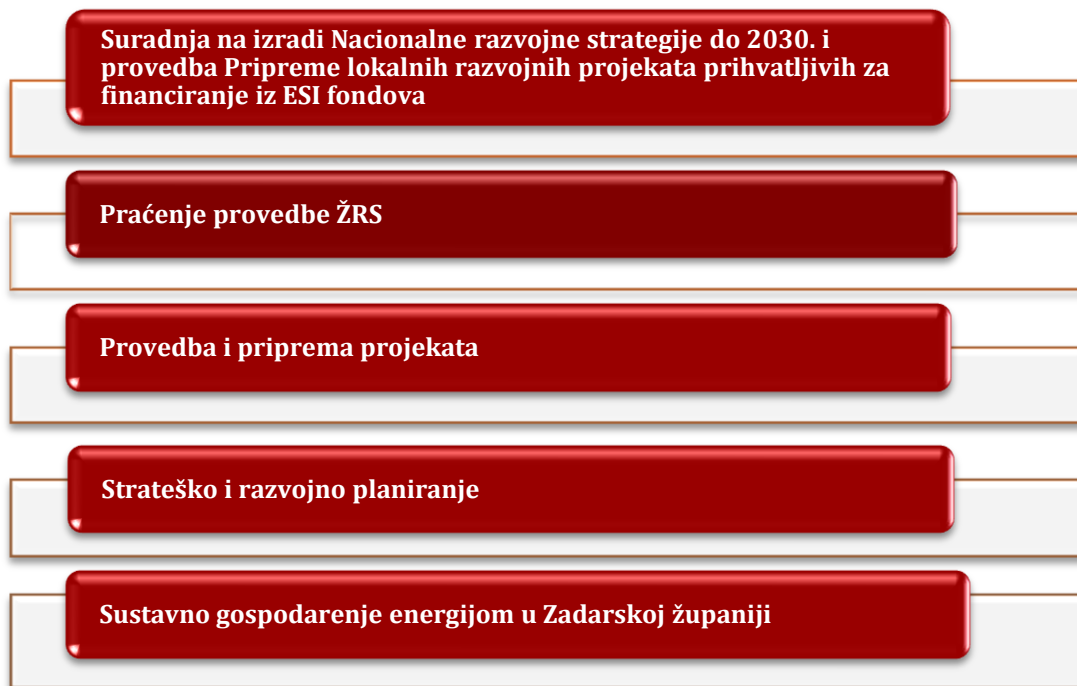 Suradnja na izradi Nacionalne razvojne strategije do 2030. i
provedba Pripreme lokalnih razvojnih projekata prihvatljivih za
financiranje iz ESI fondova
Praćenje provedbe ŽRS
Provedba i priprema projekata
Strateško i razvojno planiranje
Sustavno gospodarenje energijom u Zadarskoj županiji